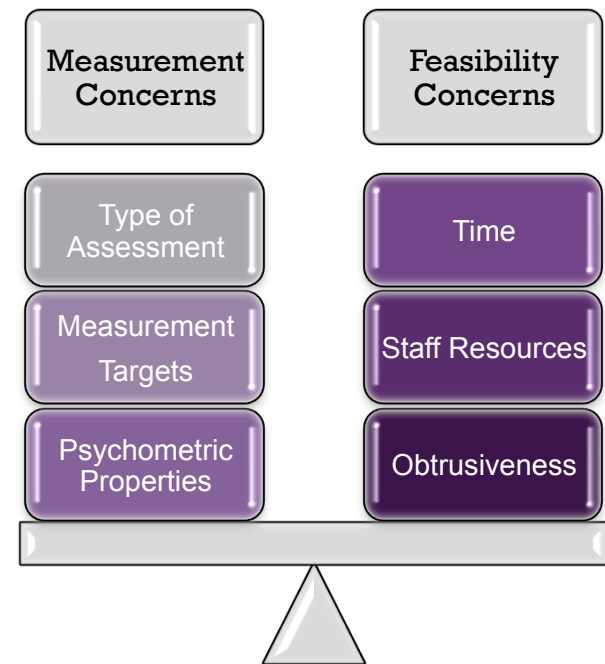 Measurement
Concerns
Feasibility
Concerns
Type of
Assessment
Time
Measurement
Targets
Staff Resources
Psychometric
Properties
Obtrusiveness